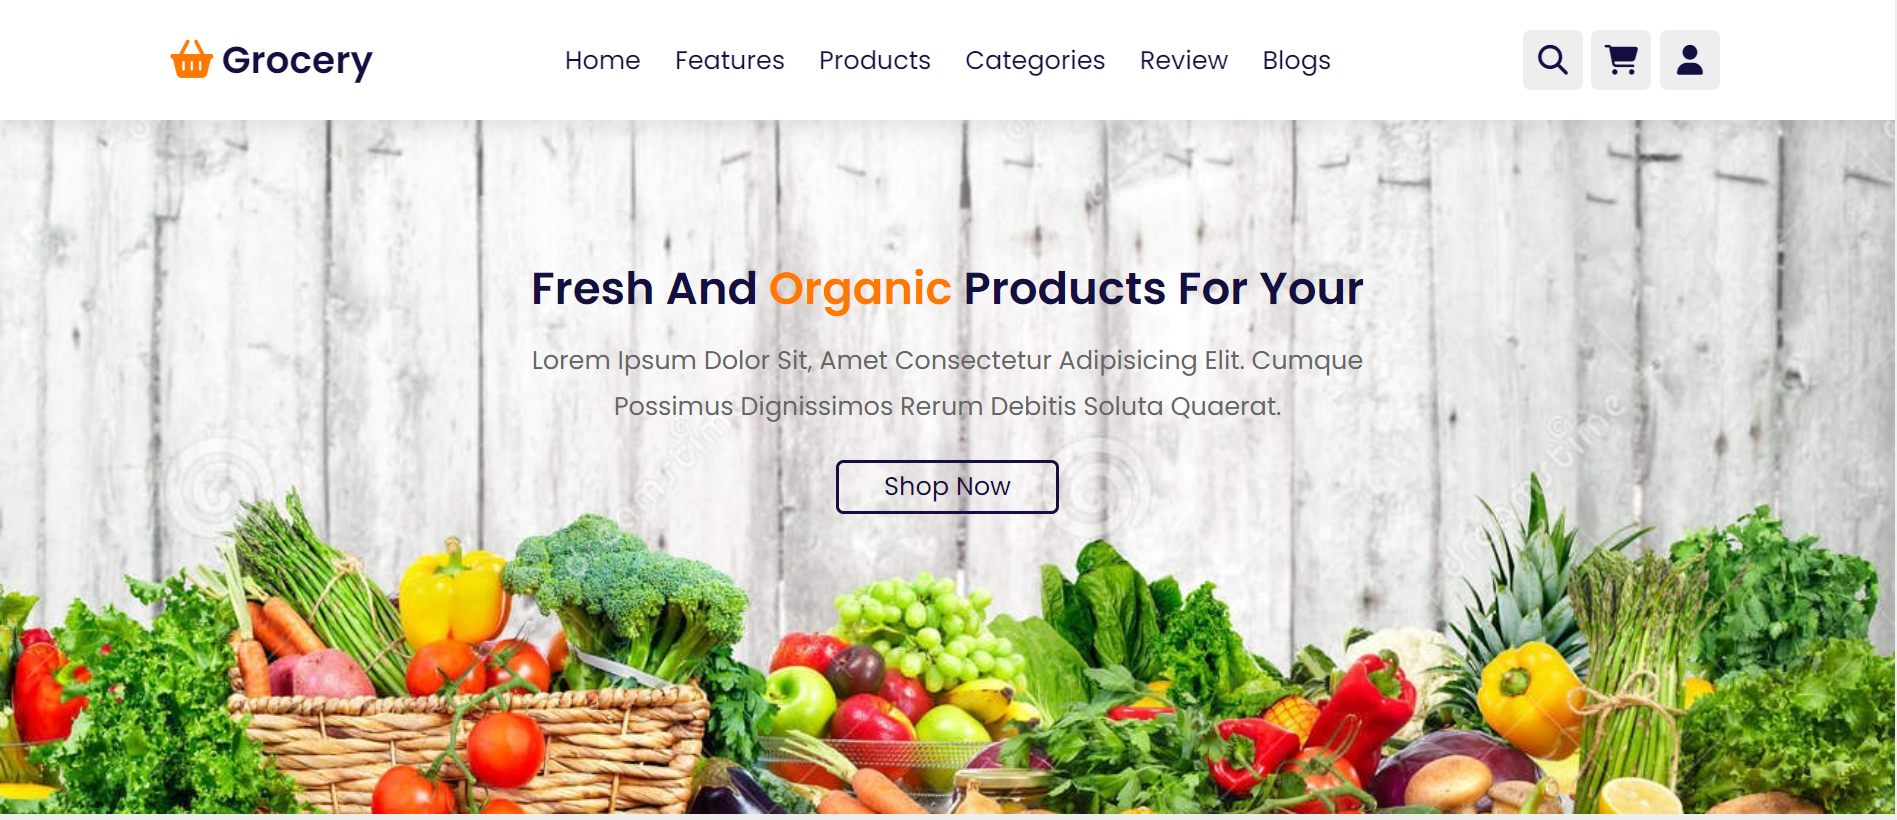 Grocery
Home Features Products Categories Review Blogs
Fresh And Organic Products For Your
Lorem Ipsum Dolor Sit, Amet Consectetur Adipisicing Elit. Cumque
Possimus Dignissimos Rerum Debitis Soluta Quaerat.
Shop Now
dreamstime